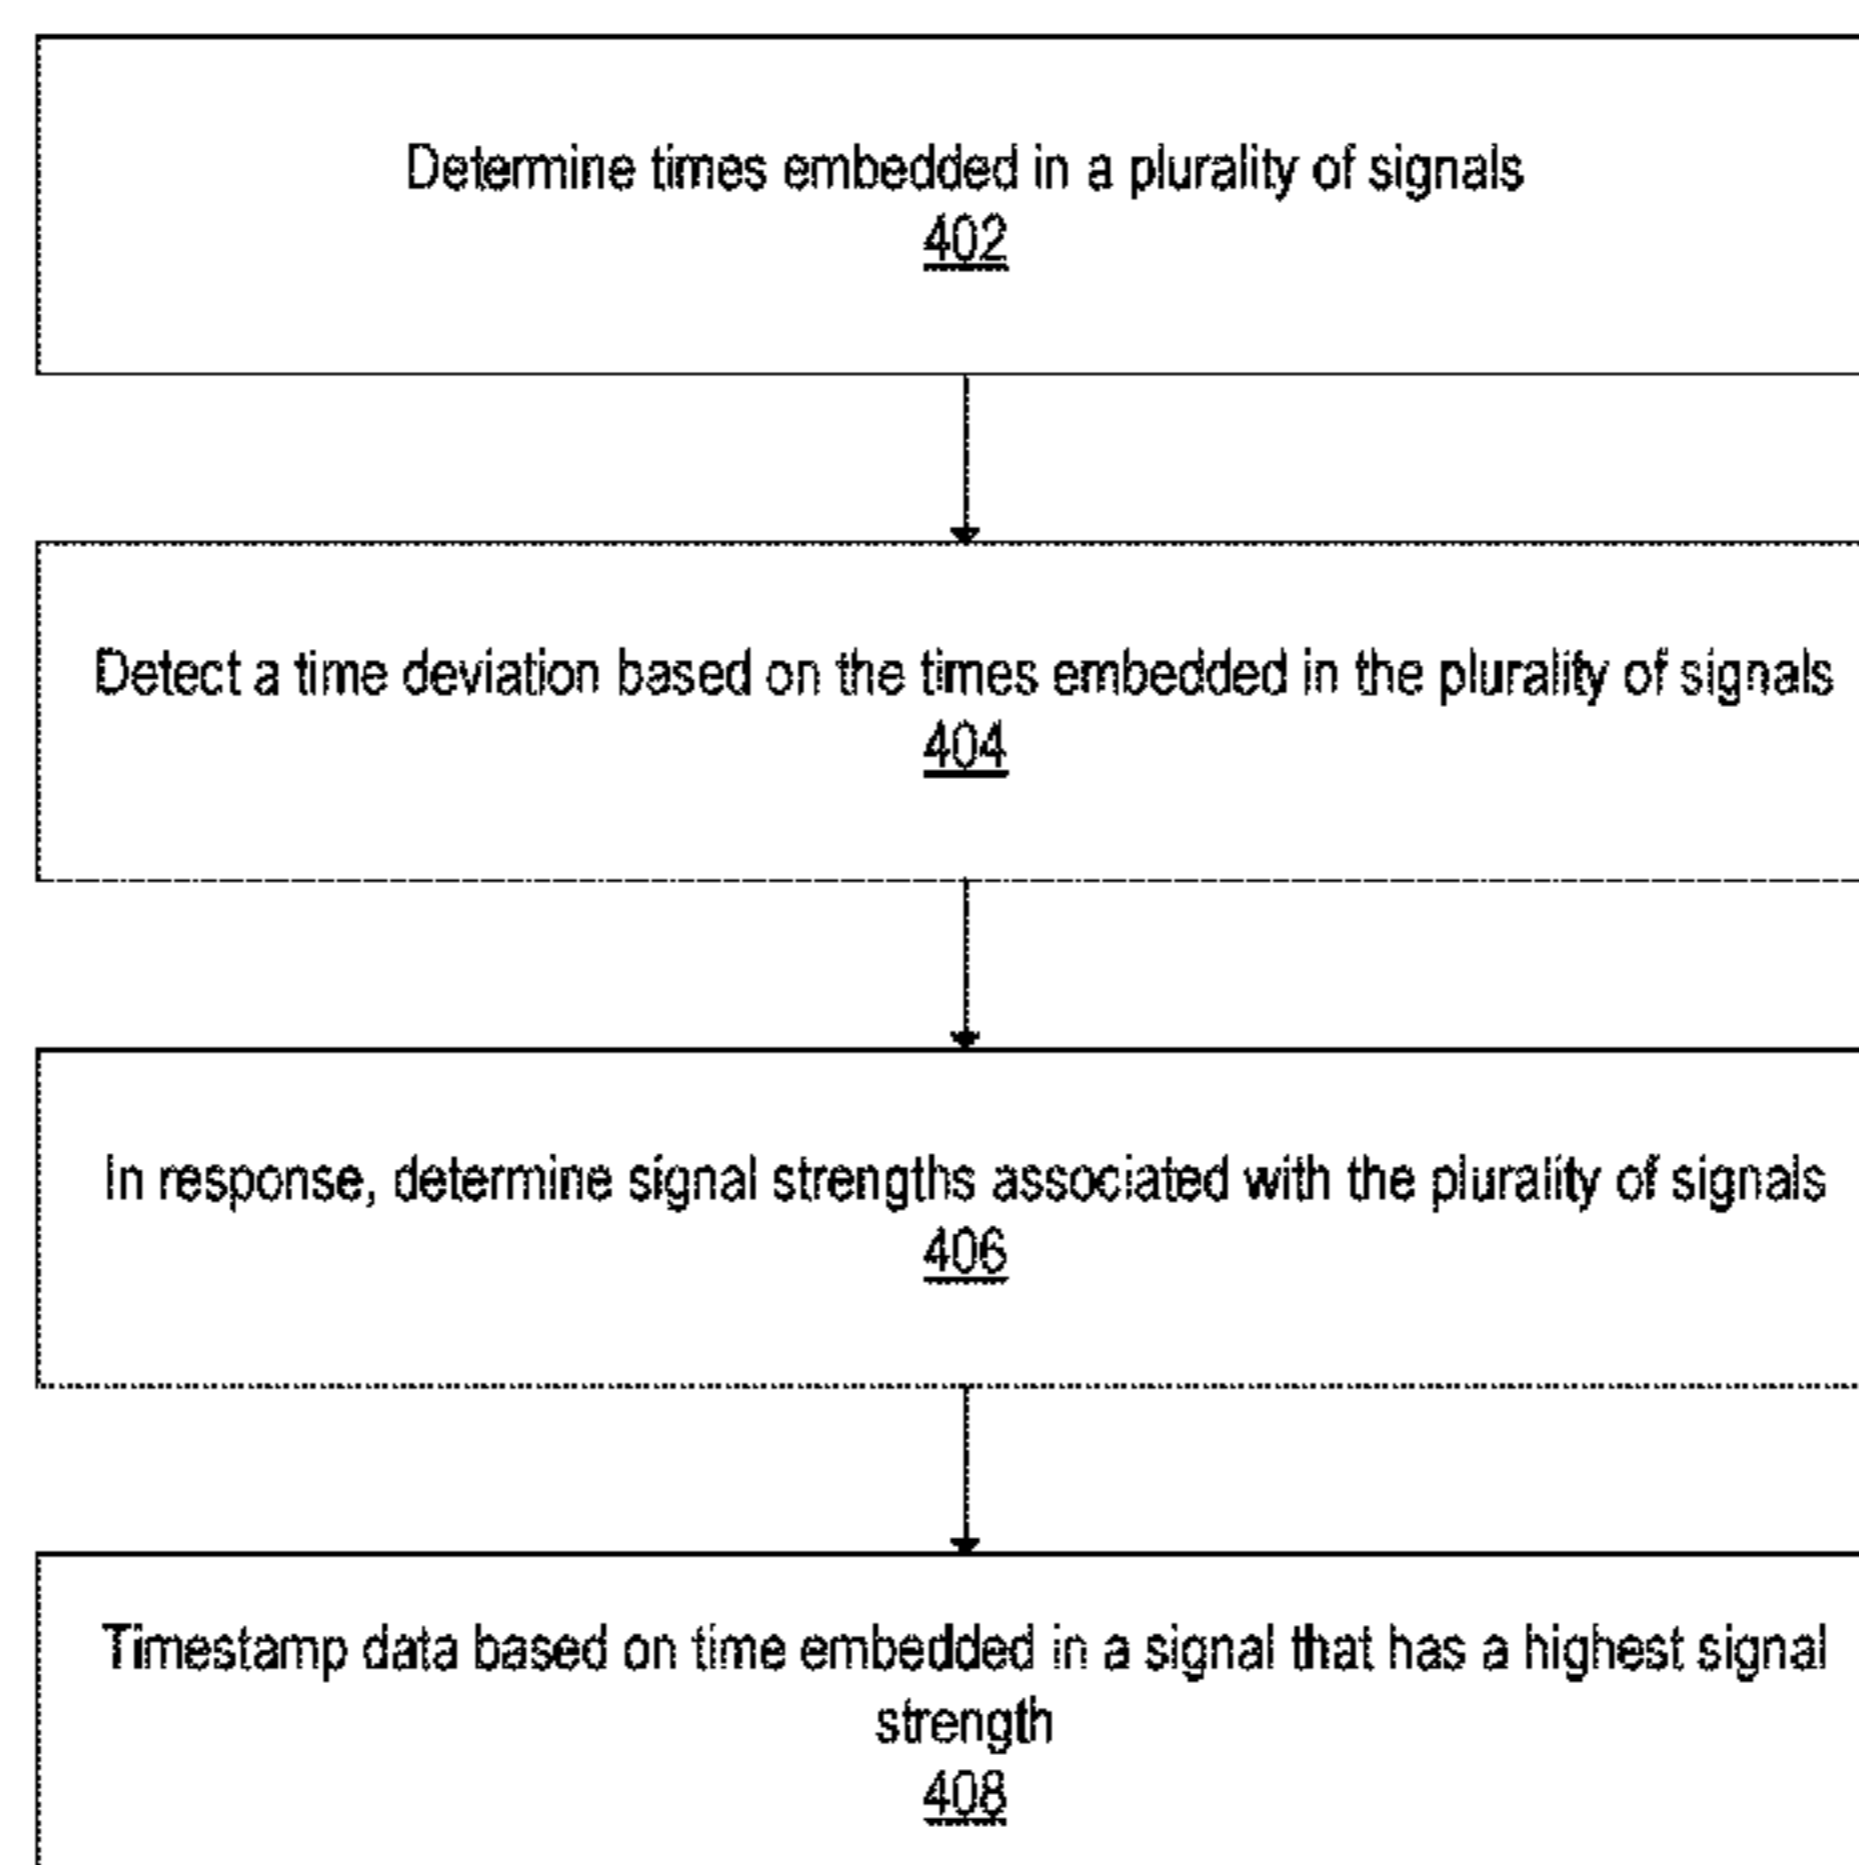 Determine times embedded in a plurality of signals
402
Detect a time deviation based on the times embedded in the plurality of signals
404
In response, determine signal strengths associated with the plurality of signals
406
Timestamp data based on time embedded in a signal that has a highest signal
strength
408